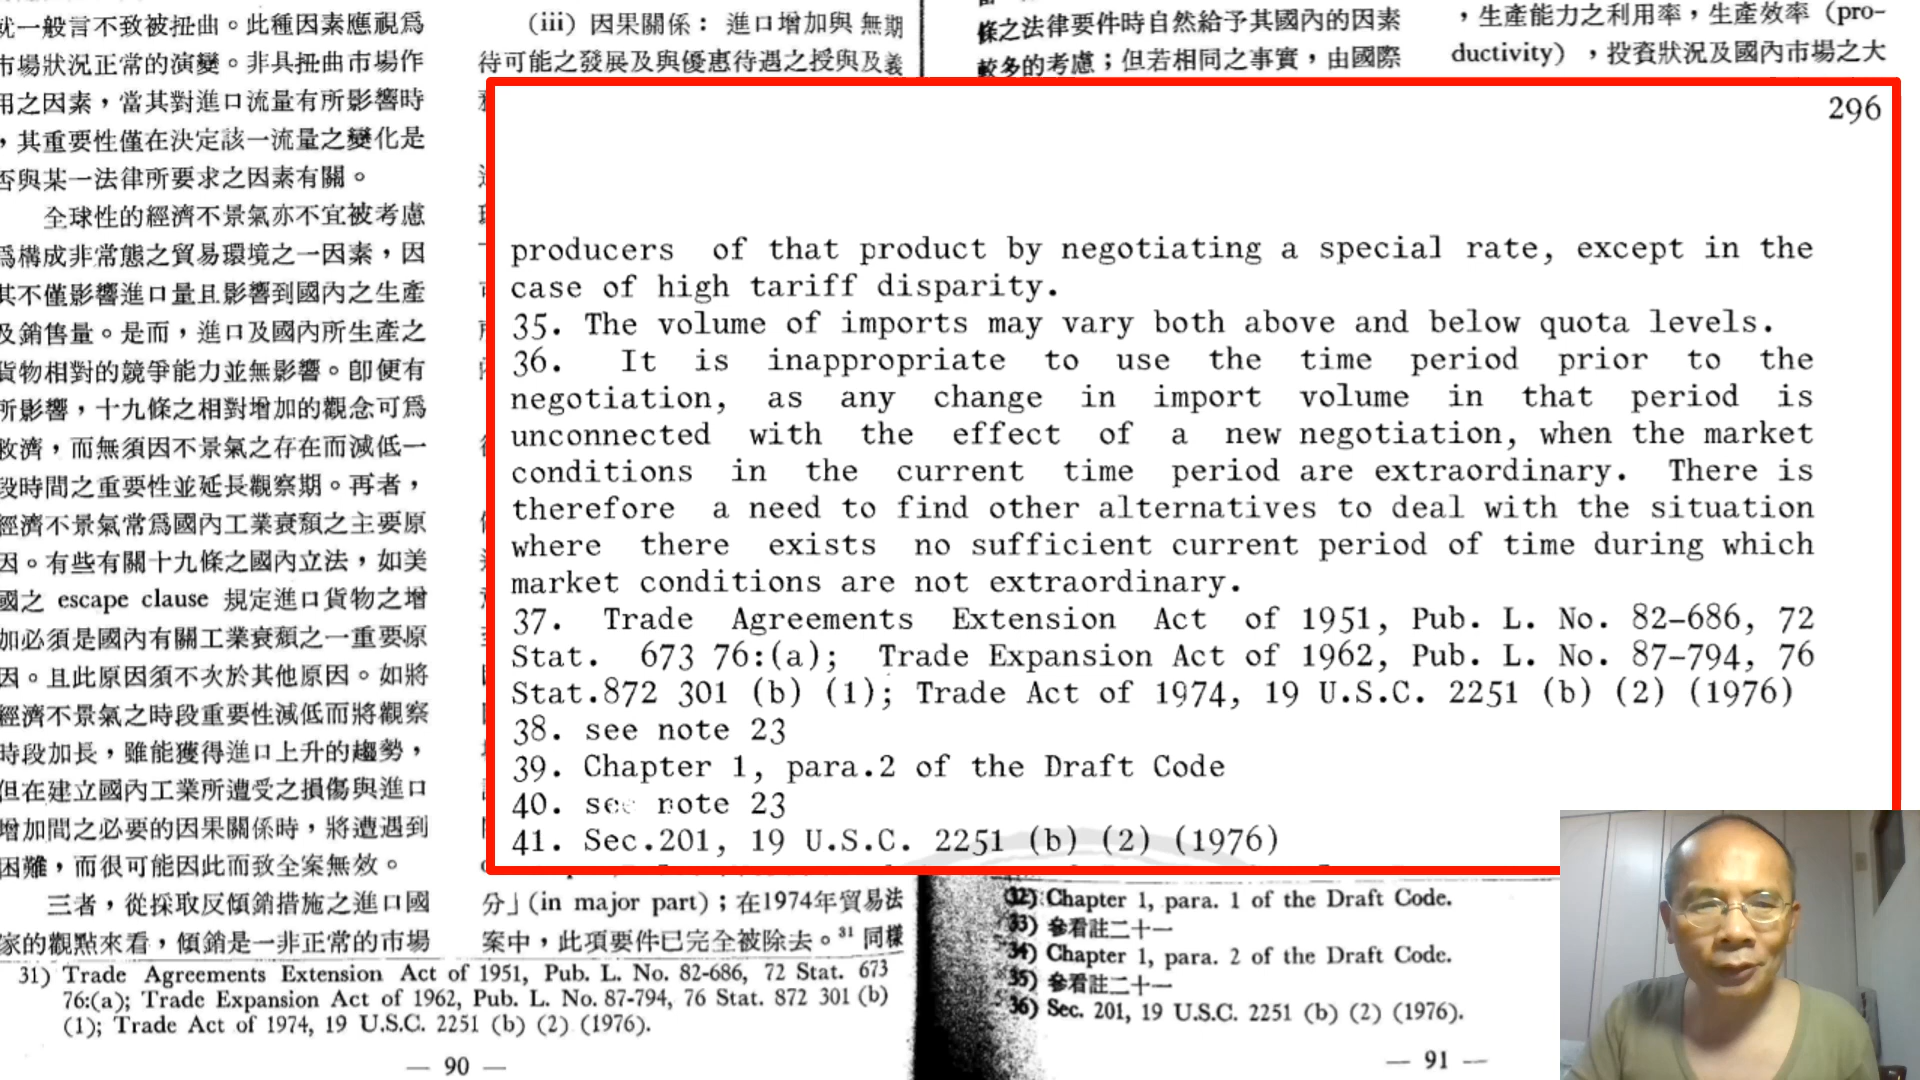 就一般言不致被扭曲。此種因素應視爲
市場狀況正常的演變。非具扭曲市場作
用之因素，當其對進口流量有所影響時
，其重要性僅在決定該一流量之變化是
否與某一法律所要求之因素有關。
全球性的經濟不景氣亦不宜被考慮
爲構成非常態之貿易環境之一因素，因
其不僅影響進口量且影響到國內之生產
及銷售量。是而，進口及國內所生產之
貨物相對的競爭能力並無影響。卽便有
所影響，十九條之相對增加的觀念可爲
救濟，而無須因不景氣之存在而減低一
段時間之重要性並延長觀察期。再者，
經濟不景氣常爲國內工業衰頽之主要原
因。有些有關十九條之國內立法，如美
國之 escape clause 規定進口貨物之增
加必須是國內有關工業衰頽之一重要原
因。且此原因須不次於其他原因。如將
經濟不景氣之時段重要性減低而將觀察
時段加長，雖能獲得進口上升的趨勢，
但在建立國內工業所遭受之損傷與進口
增加間之必要的因果關係時，將遭遇到
困難，而很可能因此而致全案無效。
三者，從採取反傾銷措施之進口國
家的觀點來看，傾銷是一非正常的市場
(iii) 因果關係：進口增加與無期
待可能之發展及與優惠待遇之授與及義
分」(in major part)；在1974年貿易法
案中，此項要件已完全被除去。³¹ 同樣
31) Trade Agreements Extension Act of 1951, Pub. L. No. 82-686, 72 Stat. 673
76:(a); Trade Expansion Act of 1962, Pub. L. No. 87-794, 76 Stat. 872 301 (b)
(1); Trade Act of 1974, 19 U.S.C. 2251 (b) (2) (1976).
— 90 —
條之法律要件時自然給予其國內的因素
較多的考慮；但若相同之事實，由國際
，生產能力之利用率，生產效率 (pro-
ductivity) ，投資狀況及國內市場之大
296
producers of that product by negotiating a special rate, except in the
case of high tariff disparity.
35. The volume of imports may vary both above and below quota levels.
36. It is inappropriate to use the time period prior to the
negotiation, as any change in import volume in that period is
unconnected with the effect of a new negotiation, when the market
conditions in the current time period are extraordinary. There is
therefore a need to find other alternatives to deal with the situation
where there exists no sufficient current period of time during which
market conditions are not extraordinary.
37. Trade Agreements Extension Act of 1951, Pub. L. No. 82-686, 72
Stat. 673 76:(a); Trade Expansion Act of 1962, Pub. L. No. 87-794, 76
Stat.872 301 (b) (1); Trade Act of 1974, 19 U.S.C. 2251 (b) (2) (1976)
38. see note 23
39. Chapter 1, para.2 of the Draft Code
40. see note 23
41. Sec.201, 19 U.S.C. 2251 (b) (2) (1976)
32) Chapter 1, para. 1 of the Draft Code.
33) 參看註二十一
34) Chapter 1, para. 2 of the Draft Code.
35) 參看註二十一
36) Sec. 201, 19 U.S.C. 2251 (b) (2) (1976).
— 91 —